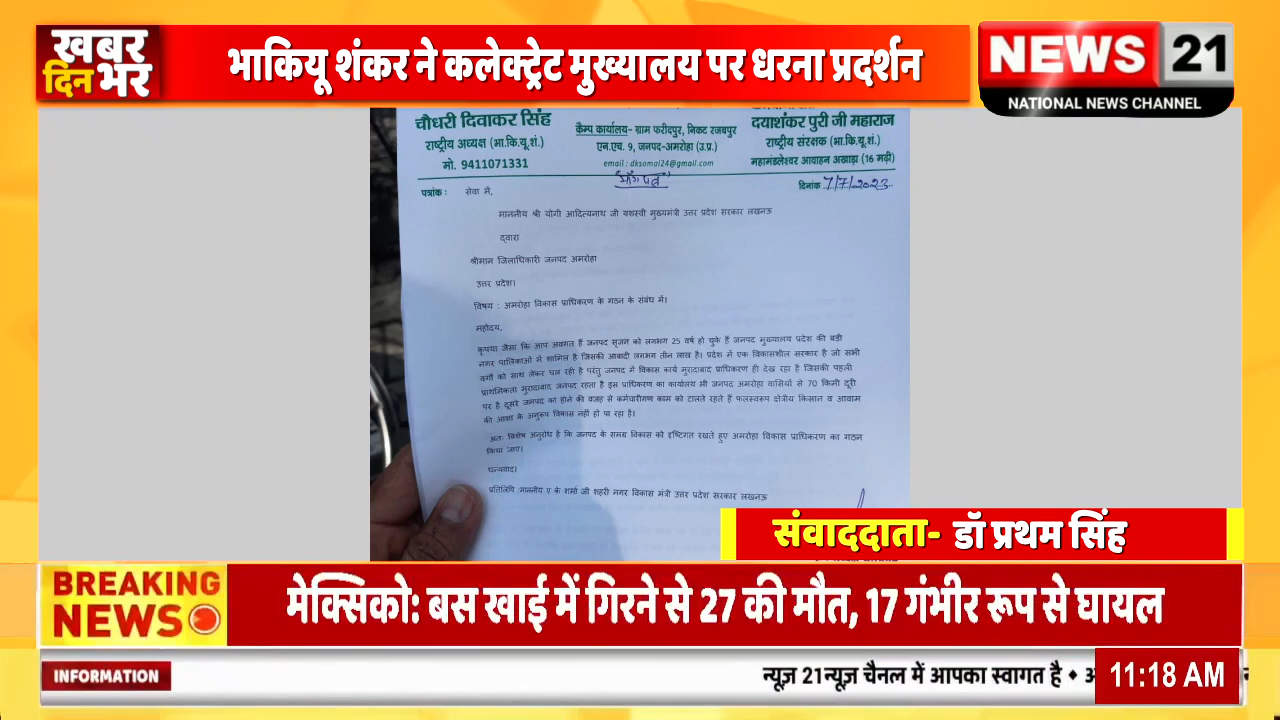 खबर
दिन भर
भाकियू शंकर ने कलेक्ट्रेट मुख्यालय पर धरना प्रदर्शन
NEWS 21
NATIONAL NEWS CHANNEL
चौधरी दिवाकर सिंह
राष्ट्रीय अध्यक्ष (भा.कि.यू.शं.)
मो. 9411071331
कैम्प कार्यालय- ग्राम फरीदपुर, निकट रजबपुर
एन.एच. 9, जनपद-अमरोहा (उ.प्र.)
email : dksomal24@gmail.com
दयाशंकर पुरी जी महाराज
राष्ट्रीय संरक्षक (भा.कि.यू.शं.)
महामंडलेश्वर आवाहन अखाड़ा (16 मढ़ी)
माँग पत्र
पत्रांक : सेवा में,
दिनांक 7/7/2023
माननीय श्री योगी आदित्यनाथ जी यशस्वी मुख्यमंत्री उत्तर प्रदेश सरकार लखनऊ
द्वारा
श्रीमान जिलाधिकारी जनपद अमरोहा
उत्तर प्रदेश।
विषय : अमरोहा विकास प्राधिकरण के गठन के संबंध में।
महोदय,
कृपया जैसा कि आप अवगत हैं जनपद सृजन को लगभग 25 वर्ष हो चुके हैं जनपद मुख्यालय प्रदेश की बडी
नगर पालिकाओं में शामिल है जिसकी आबादी लगभग तीन लाख है। प्रदेश में एक विकासशील सरकार है जो सभी
वर्गों को साथ लेकर चल रही है परंतु जनपद में विकास कार्य मुरादाबाद प्राधिकरण ही देख रहा है जिसकी पहली
प्राथमिकता मुरादाबाद जनपद रहता है इस प्राधिकरण का कार्यालय भी जनपद अमरोहा वासियों से 70 किमी दूरी
पर है दूसरे जनपद का होने की वजह से कर्मचारीगण काम को टालते रहते हैं फलस्वरूप क्षेत्रीय किसान व आवाम
की आशा के अनुरूप विकास नहीं हो पा रहा है।
अतः विशेष अनुरोध है कि जनपद के समग्र विकास को दृष्टिगत रखते हुए अमरोहा विकास प्राधिकरण का गठन
किया जाए।
धन्यवाद।
प्रतिलिपि :माननीय ए के शर्मा जी शहरी नगर विकास मंत्री उत्तर प्रदेश सरकार लखनऊ
संवाददाता- डॉ प्रथम सिंह
BREAKING
NEWS
मेक्सिको: बस खाई में गिरने से 27 की मौत, 17 गंभीर रूप से घायल
INFORMATION
न्यूज़ 21न्यूज़ चैनल में आपका स्वागत है
11:18 AM